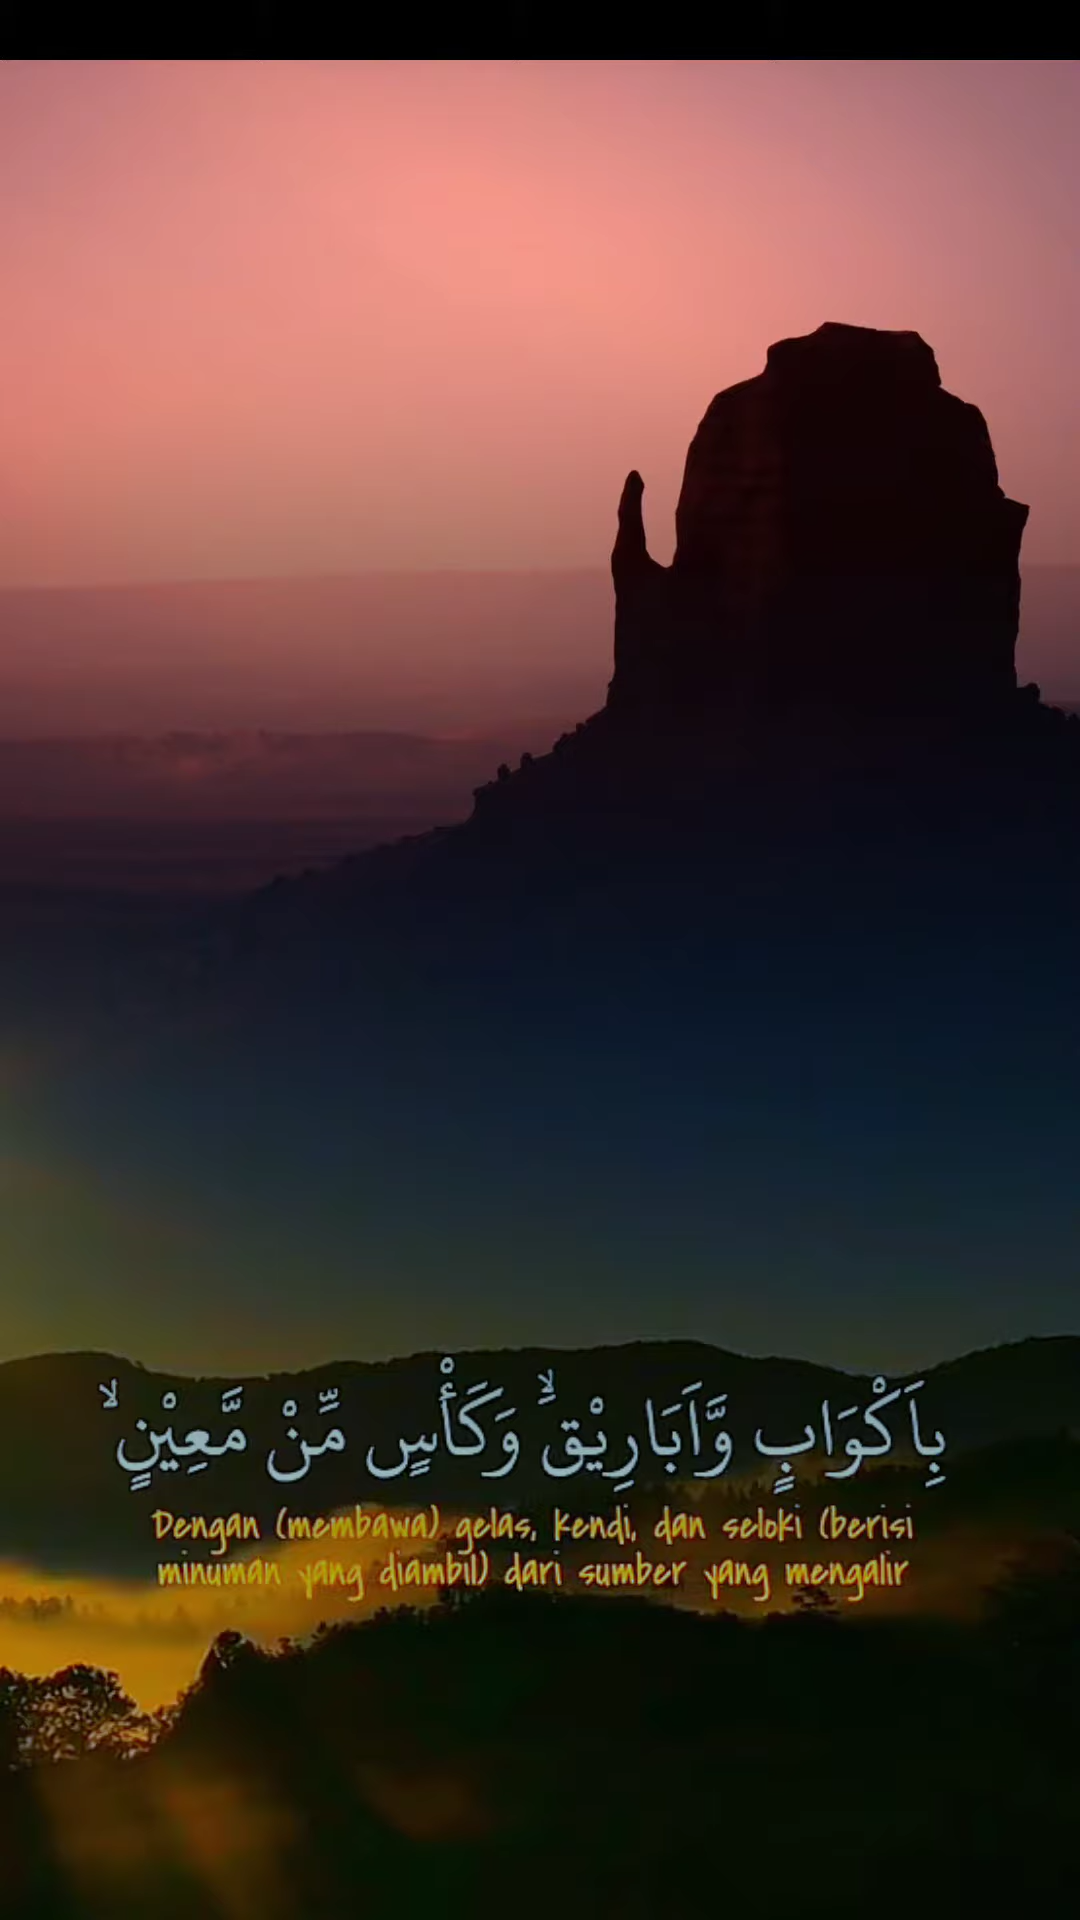 بِاَكْوَابٍ وَّاَبَارِيْقَۙ وَكَأْسٍ مِّنْ مَّعِيْنٍۙ
Dengan (membawa) gelas, kendi, dan seloki (berisi
minuman yang diambil) dari sumber yang mengalir